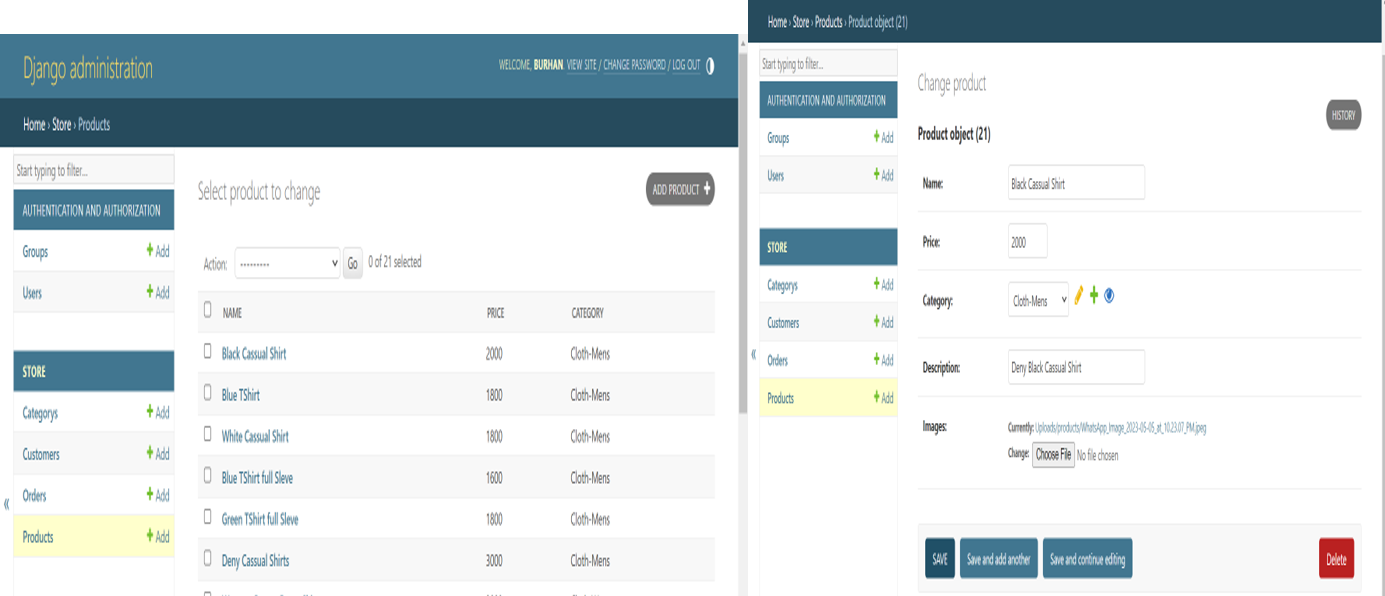 Django administration
WELCOME, BURHAN. VIEW SITE / CHANGE PASSWORD / LOG OUT
Home › Store › Products
Start typing to filter...
AUTHENTICATION AND AUTHORIZATION
Groups + Add
Users + Add
STORE
Categorys + Add
Customers + Add
Orders + Add
Products + Add
«
Select product to change
ADD PRODUCT +
Action: --------- Go 0 of 21 selected
NAME PRICE CATEGORY
Black Cassual Shirt 2000 Cloth-Mens
Blue TShirt 1800 Cloth-Mens
White Cassual Shirt 1800 Cloth-Mens
Blue TShirt full Sleve 1600 Cloth-Mens
Green TShirt full Sleve 1800 Cloth-Mens
Deny Cassual Shirts 3000 Cloth-Mens
Home › Store › Products › Product object (21)
Start typing to filter...
AUTHENTICATION AND AUTHORIZATION
Groups + Add
Users + Add
STORE
Categorys + Add
Customers + Add
Orders + Add
Products + Add
«
Change product
HISTORY
Product object (21)
Name: Black Cassual Shirt
Price: 2000
Category: Cloth-Mens
Description: Deny Black Cassual Shirt
Images: Currently: Uploads/products/WhatsApp_Image_2023-05-05_at_10.23.07_PM.jpeg
Change: Choose File No file chosen
SAVE Save and add another Save and continue editing Delete